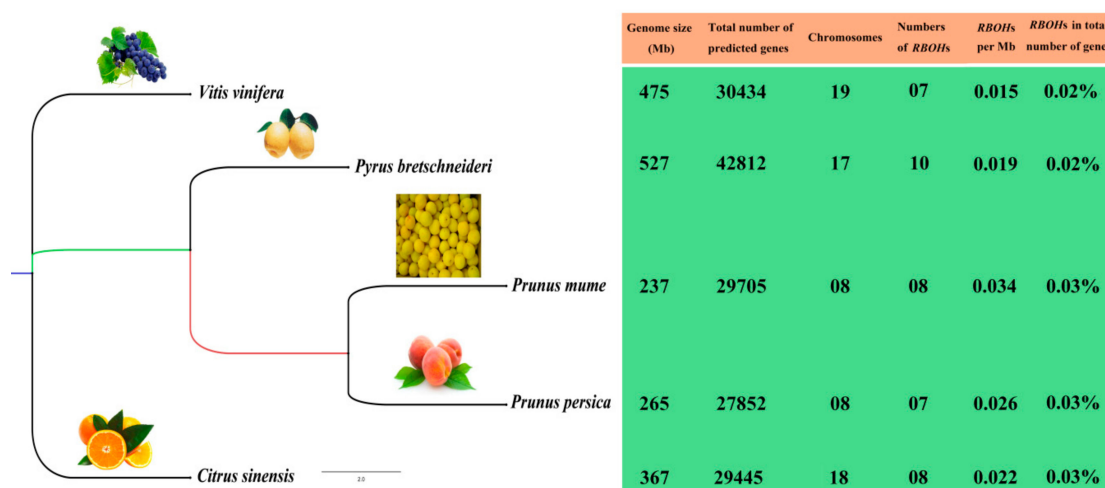 Genome size
(Mb)
Total number of
predicted genes
Chromosomes
Numbers
of RBOHs
RBOHs
per Mb
RBOHs in total
number of gene
Vitis vinifera
475 30434 19 07 0.015 0.02%
Pyrus bretschneideri
527 42812 17 10 0.019 0.02%
Prunus mume
237 29705 08 08 0.034 0.03%
Prunus persica
265 27852 08 07 0.026 0.03%
Citrus sinensis
367 29445 18 08 0.022 0.03%
2.0